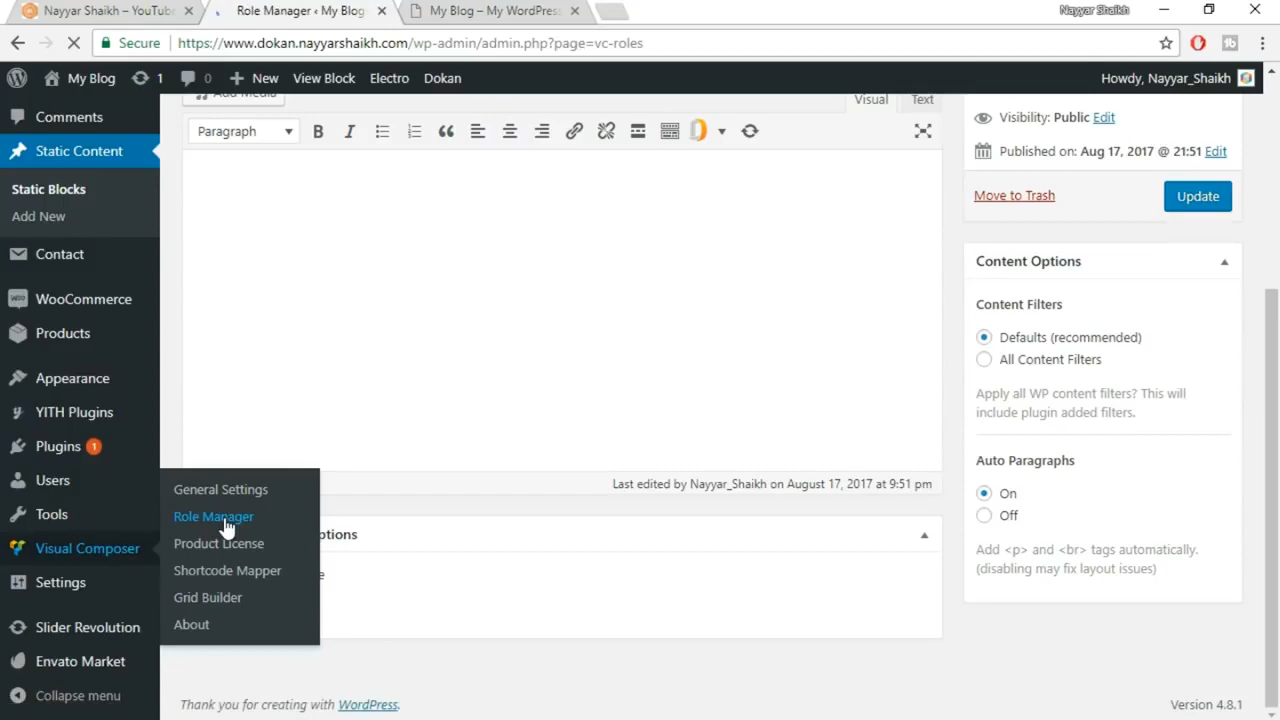 Nayyar Shaikh – YouTube
Role Manager ‹ My Blog
My Blog – My WordPress
Nayyar Shaikh
Secure
https://www.dokan.nayyarshaikh.com/wp-admin/admin.php?page=vc-roles
My Blog
1
0
New
View Block
Electro
Dokan
Howdy, Nayyar_Shaikh
Comments
Static Content
Static Blocks
Add New
Contact
WooCommerce
Products
Appearance
YITH Plugins
Plugins 1
Users
Tools
Visual Composer
Settings
Slider Revolution
Envato Market
Collapse menu
General Settings
Role Manager
Product License
Shortcode Mapper
Grid Builder
About
Add Media
Visual
Text
Paragraph
Last edited by Nayyar_Shaikh on August 17, 2017 at 9:51 pm
Visibility: Public Edit
Published on: Aug 17, 2017 @ 21:51 Edit
Move to Trash
Update
Content Options
Content Filters
Defaults (recommended)
All Content Filters
Apply all WP content filters? This will
include plugin added filters.
Auto Paragraphs
On
Off
Add <p> and <br> tags automatically.
(disabling may fix layout issues)
Thank you for creating with WordPress.
Version 4.8.1